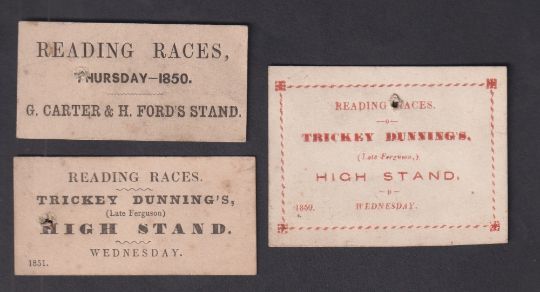 READING RACES,
THURSDAY—1850.
G. CARTER & H. FORD'S STAND.
READING RACES.
TRICKEY DUNNING'S,
(Late Ferguson)
HIGH STAND.
WEDNESDAY.
1851.
READING RACES.
TRICKEY DUNNING'S,
(Late Ferguson,)
HIGH STAND.
1850. WEDNESDAY.